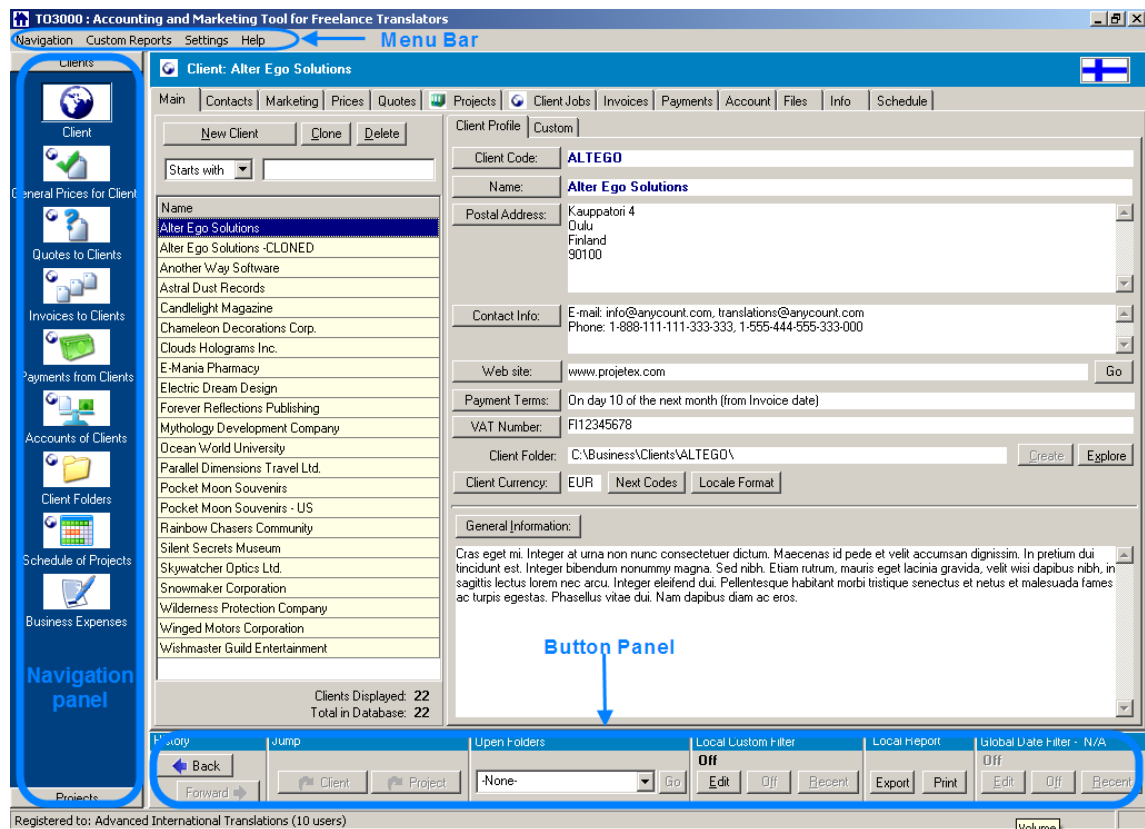 TO3000 : Accounting and Marketing Tool for Freelance Translators
Navigation Custom Reports Settings Help
Menu Bar
Clients
Client
General Prices for Client
Quotes to Clients
Invoices to Clients
Payments from Clients
Accounts of Clients
Client Folders
Schedule of Projects
Business Expenses
Navigation
panel
Projects
Client: Alter Ego Solutions
Main Contacts Marketing Prices Quotes Projects Client Jobs Invoices Payments Account Files Info Schedule
New Client Clone Delete
Starts with
Name
Alter Ego Solutions
Alter Ego Solutions -CLONED
Another Way Software
Astral Dust Records
Candlelight Magazine
Chameleon Decorations Corp.
Clouds Holograms Inc.
E-Mania Pharmacy
Electric Dream Design
Forever Reflections Publishing
Mythology Development Company
Ocean World University
Parallel Dimensions Travel Ltd.
Pocket Moon Souvenirs
Pocket Moon Souvenirs - US
Rainbow Chasers Community
Silent Secrets Museum
Skywatcher Optics Ltd.
Snowmaker Corporation
Wilderness Protection Company
Winged Motors Corporation
Wishmaster Guild Entertainment
Clients Displayed: 22
Total in Database: 22
Client Profile Custom
Client Code: ALTEGO
Name: Alter Ego Solutions
Postal Address: Kauppatori 4
Oulu
Finland
90100
Contact Info: E-mail: info@anycount.com, translations@anycount.com
Phone: 1-888-111-111-333-333, 1-555-444-555-333-000
Web site: www.projetex.com Go
Payment Terms: On day 10 of the next month (from Invoice date)
VAT Number: FI12345678
Client Folder: C:\Business\Clients\ALTEGO\ Create Explore
Client Currency: EUR Next Codes Locale Format
General Information:
Cras eget mi. Integer at urna non nunc consectetuer dictum. Maecenas id pede et velit accumsan dignissim. In pretium dui
tincidunt est. Integer bibendum nonummy magna. Sed nibh. Etiam rutrum, mauris eget lacinia gravida, velit wisi dapibus nibh, in
sagittis lectus lorem nec arcu. Integer eleifend dui. Pellentesque habitant morbi tristique senectus et netus et malesuada fames
ac turpis egestas. Phasellus vitae dui. Nam dapibus diam ac eros.
Button Panel
History Jump Open Folders Local Custom Filter Local Report Global Date Filter - N/A
Off Off
Back
Client Project -None- Go Edit Off Recent Export Print Edit Off Recent
Forward
Registered to: Advanced International Translations (10 users)
Volume